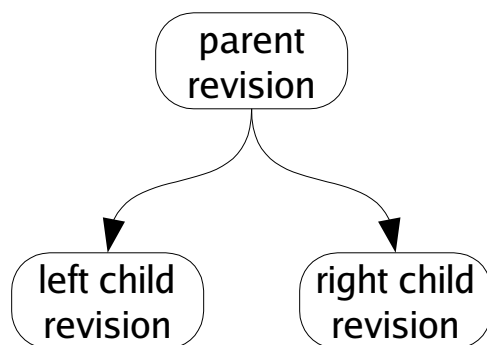 parent
revision
left child
revision
right child
revision